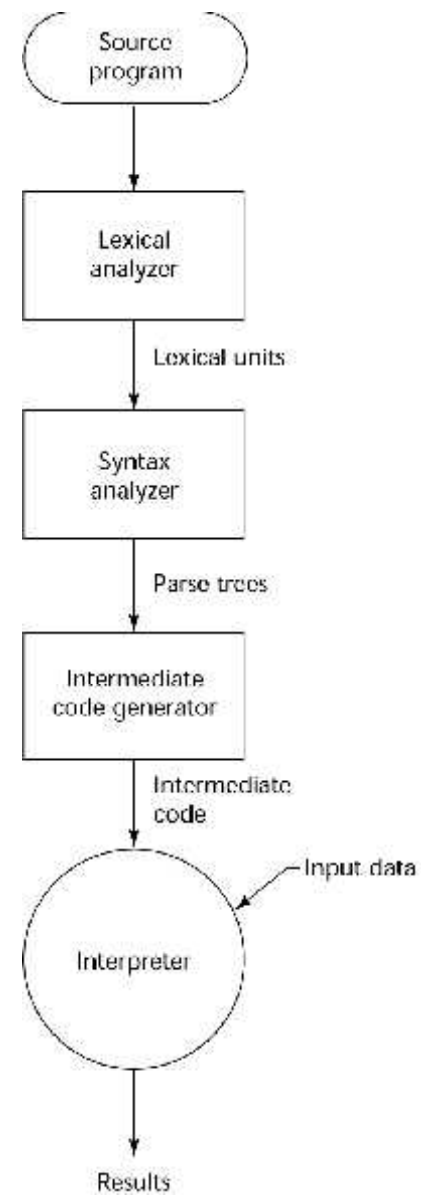 Source
program
Lexical
analyzer
Lexical units
Syntax
analyzer
Parse trees
Intermediate
code generator
Intermediate
code
Input data
Interpreter
Results